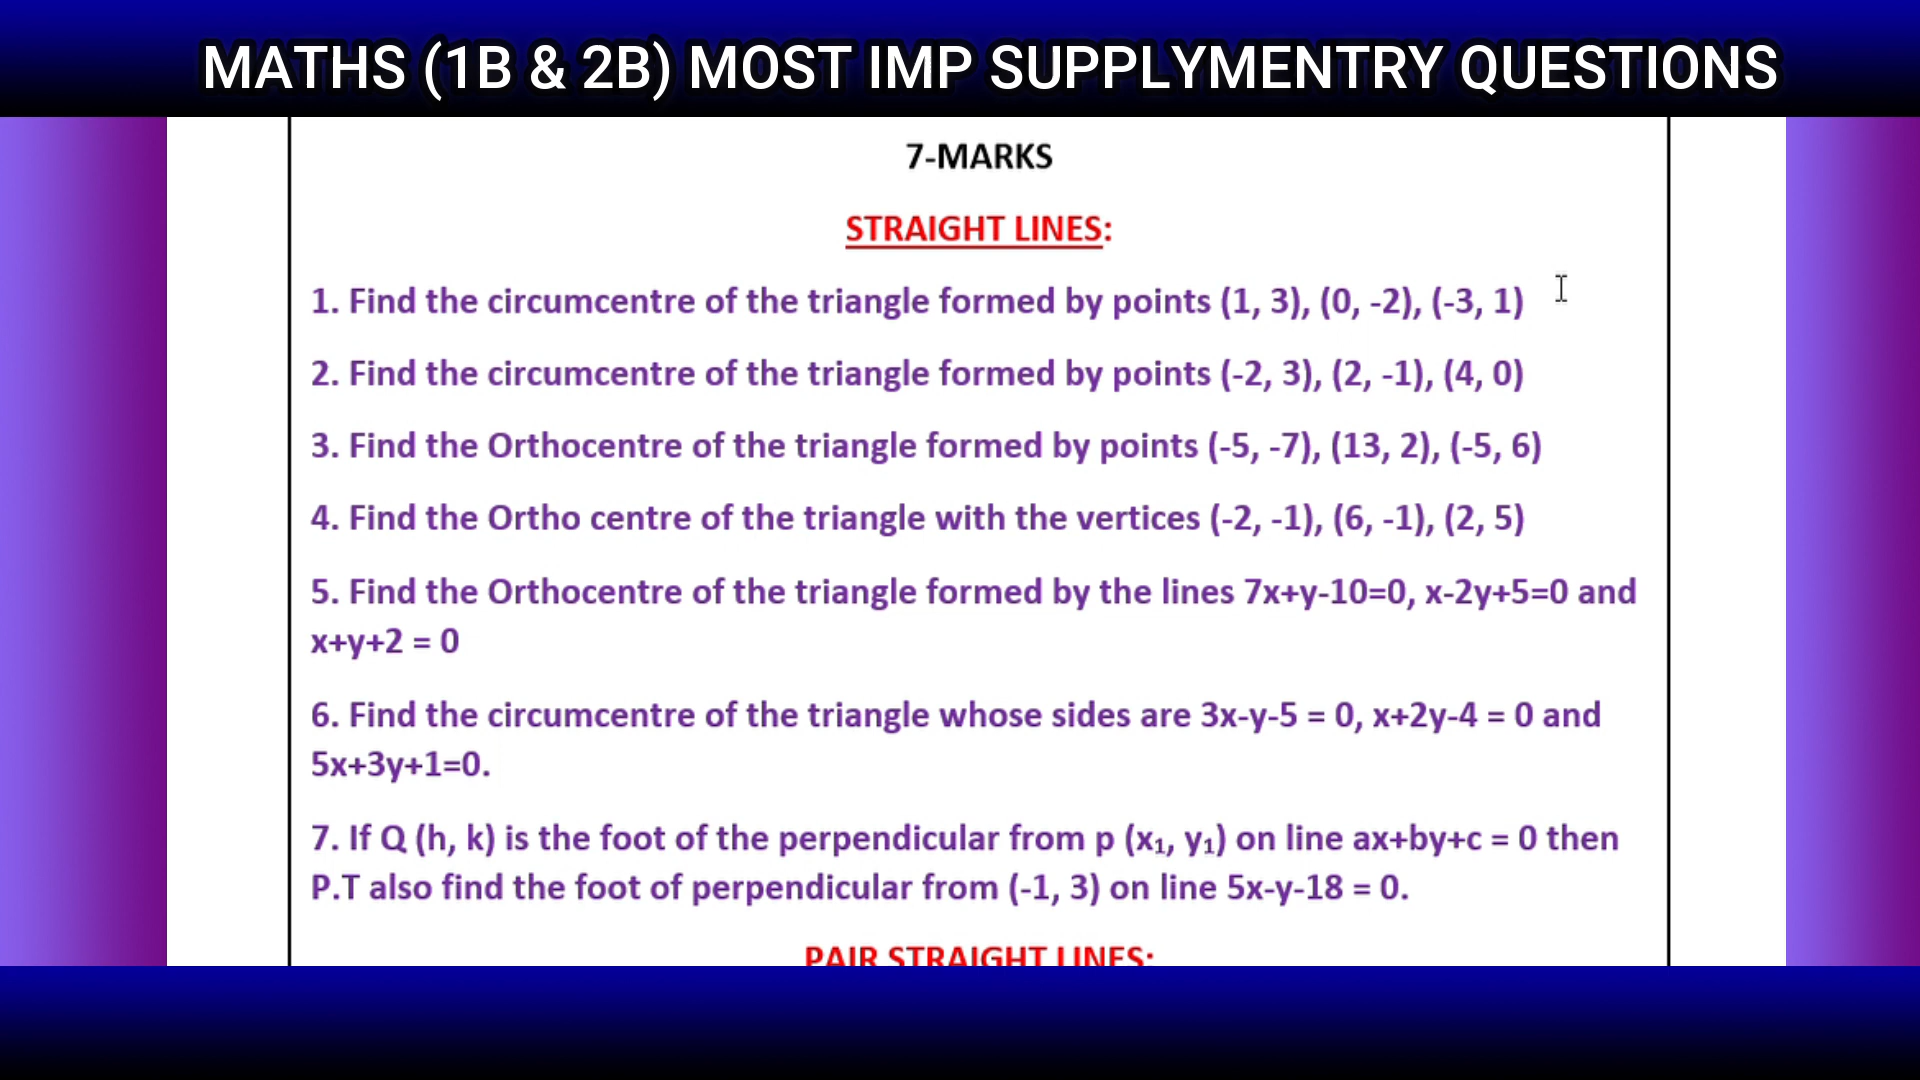 MATHS (1B & 2B) MOST IMP SUPPLYMENTRY QUESTIONS
7-MARKS
STRAIGHT LINES:
1. Find the circumcentre of the triangle formed by points (1, 3), (0, -2), (-3, 1)
2. Find the circumcentre of the triangle formed by points (-2, 3), (2, -1), (4, 0)
3. Find the Orthocentre of the triangle formed by points (-5, -7), (13, 2), (-5, 6)
4. Find the Ortho centre of the triangle with the vertices (-2, -1), (6, -1), (2, 5)
5. Find the Orthocentre of the triangle formed by the lines 7x+y-10=0, x-2y+5=0 and
x+y+2 = 0
6. Find the circumcentre of the triangle whose sides are 3x-y-5 = 0, x+2y-4 = 0 and
5x+3y+1=0.
7. If Q (h, k) is the foot of the perpendicular from p (x₁, y₁) on line ax+by+c = 0 then
P.T also find the foot of perpendicular from (-1, 3) on line 5x-y-18 = 0.
PAIR STRAIGHT LINES: